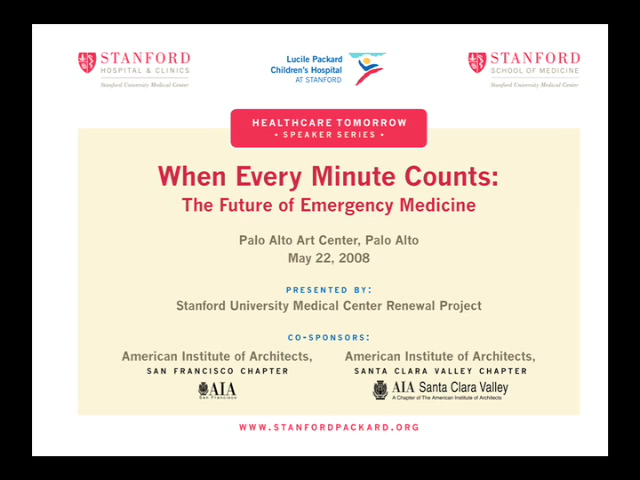 STANFORD
HOSPITAL & CLINICS
Stanford University Medical Center
Lucile Packard
Children's Hospital
AT STANFORD
STANFORD
SCHOOL OF MEDICINE
Stanford University Medical Center
HEALTHCARE TOMORROW
• SPEAKER SERIES •
When Every Minute Counts:
The Future of Emergency Medicine
Palo Alto Art Center, Palo Alto
May 22, 2008
PRESENTED BY:
Stanford University Medical Center Renewal Project
CO-SPONSORS:
American Institute of Architects,
SAN FRANCISCO CHAPTER
AIA
San Francisco
American Institute of Architects,
SANTA CLARA VALLEY CHAPTER
AIA Santa Clara Valley
A Chapter of The American Institute of Architects
WWW.STANFORDPACKARD.ORG